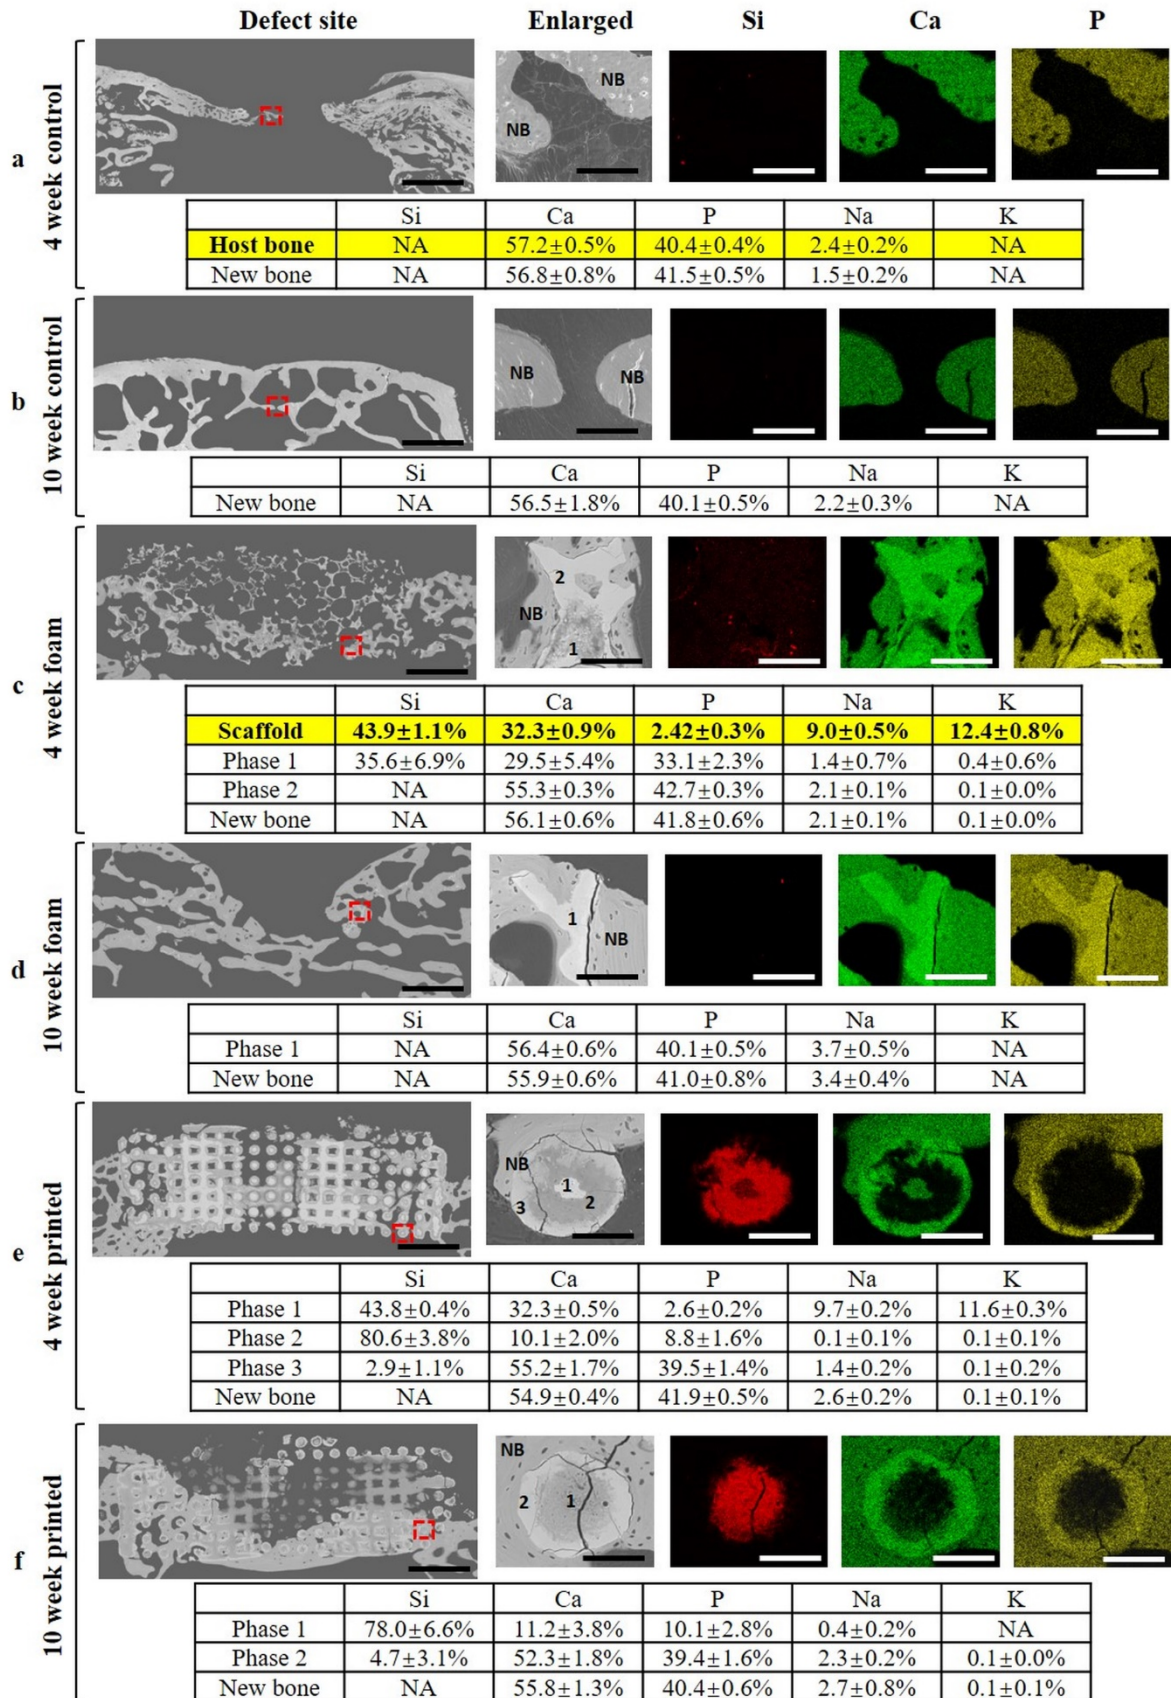 Defect site Enlarged Si Ca P
a 4 week control
NB
NB
Si Ca P Na K
Host bone NA 57.2±0.5% 40.4±0.4% 2.4±0.2% NA
New bone NA 56.8±0.8% 41.5±0.5% 1.5±0.2% NA
b 10 week control
NB NB
Si Ca P Na K
New bone NA 56.5±1.8% 40.1±0.5% 2.2±0.3% NA
c 4 week foam
2
NB
1
Si Ca P Na K
Scaffold 43.9±1.1% 32.3±0.9% 2.42±0.3% 9.0±0.5% 12.4±0.8%
Phase 1 35.6±6.9% 29.5±5.4% 33.1±2.3% 1.4±0.7% 0.4±0.6%
Phase 2 NA 55.3±0.3% 42.7±0.3% 2.1±0.1% 0.1±0.0%
New bone NA 56.1±0.6% 41.8±0.6% 2.1±0.1% 0.1±0.0%
d 10 week foam
1
NB
Si Ca P Na K
Phase 1 NA 56.4±0.6% 40.1±0.5% 3.7±0.5% NA
New bone NA 55.9±0.6% 41.0±0.8% 3.4±0.4% NA
e 4 week printed
NB
1
2
3
Si Ca P Na K
Phase 1 43.8±0.4% 32.3±0.5% 2.6±0.2% 9.7±0.2% 11.6±0.3%
Phase 2 80.6±3.8% 10.1±2.0% 8.8±1.6% 0.1±0.1% 0.1±0.1%
Phase 3 2.9±1.1% 55.2±1.7% 39.5±1.4% 1.4±0.2% 0.1±0.2%
New bone NA 54.9±0.4% 41.9±0.5% 2.6±0.2% 0.1±0.1%
f 10 week printed
NB
2 1
Si Ca P Na K
Phase 1 78.0±6.6% 11.2±3.8% 10.1±2.8% 0.4±0.2% NA
Phase 2 4.7±3.1% 52.3±1.8% 39.4±1.6% 2.3±0.2% 0.1±0.0%
New bone NA 55.8±1.3% 40.4±0.6% 2.7±0.8% 0.1±0.1%